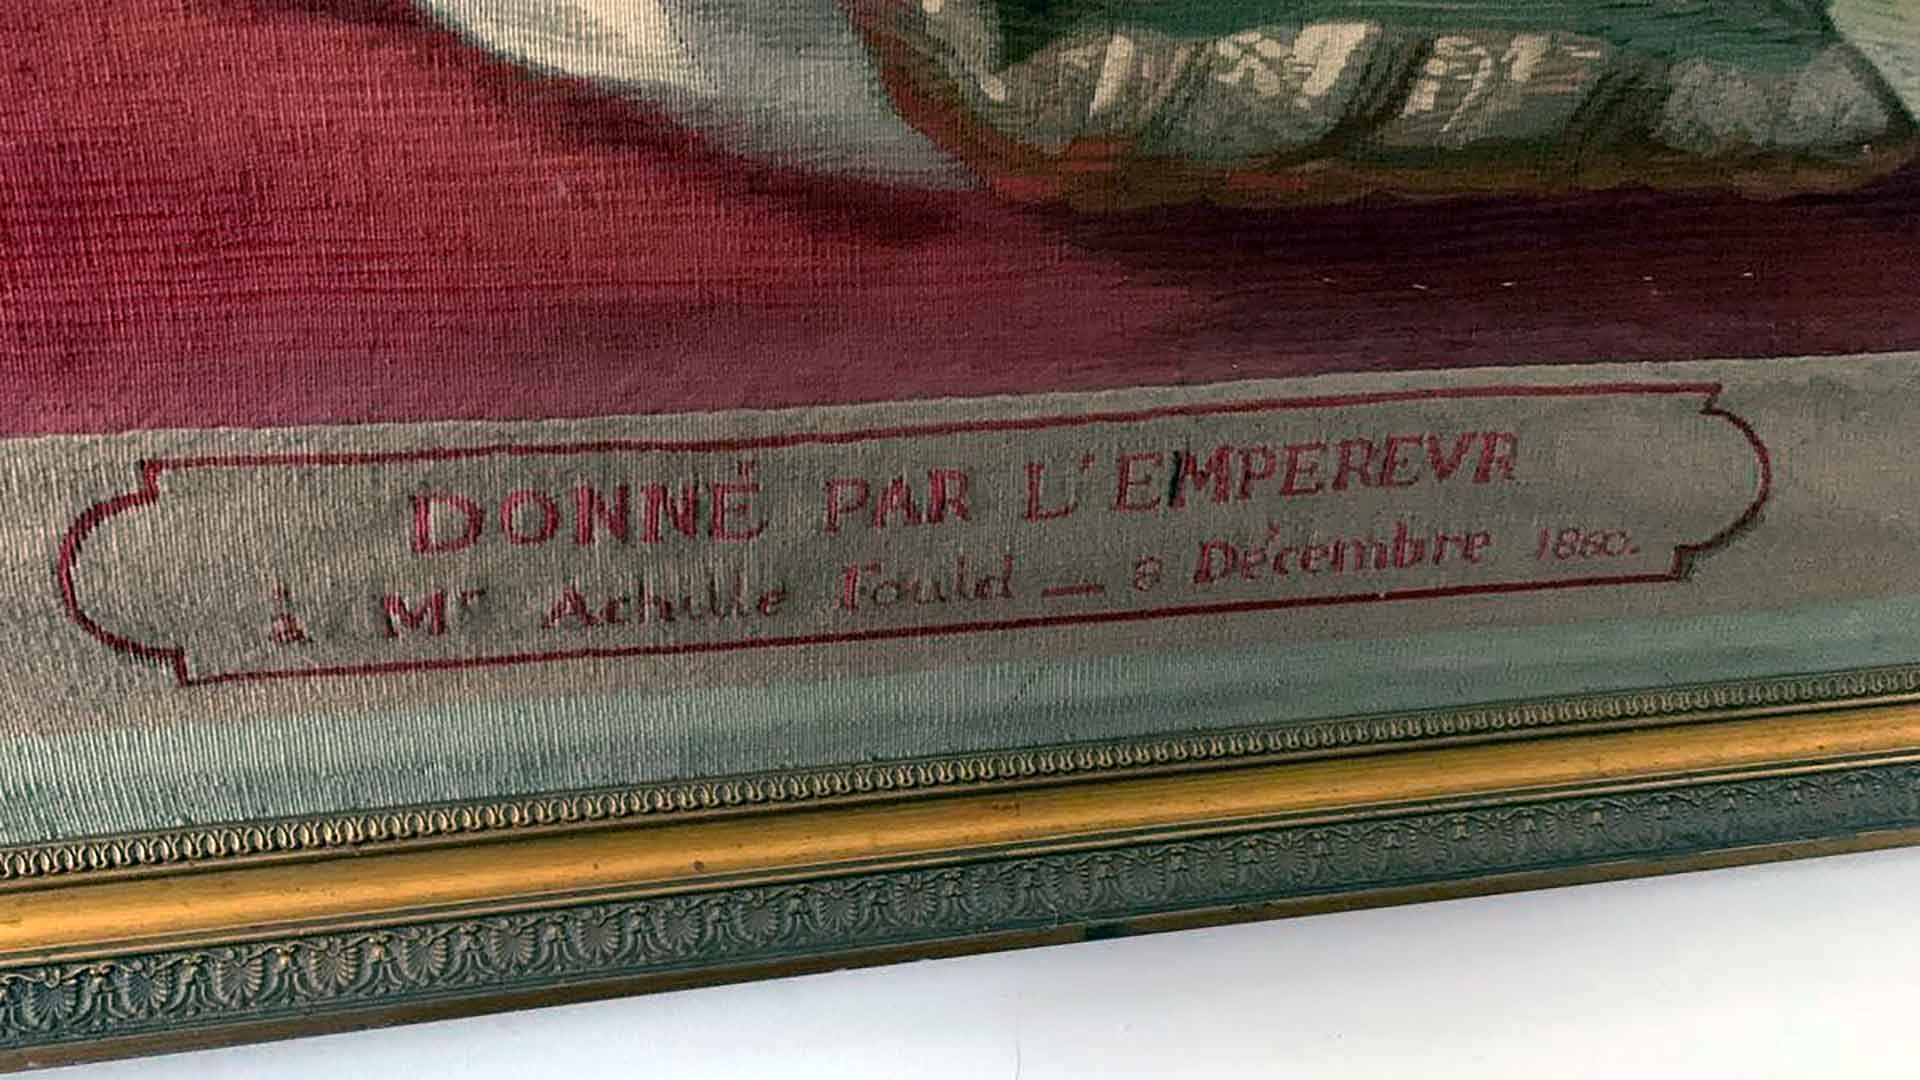 DONNÉ PAR L'EMPEREVR
à Mr Achille Fould — 8 Décembre 1860.